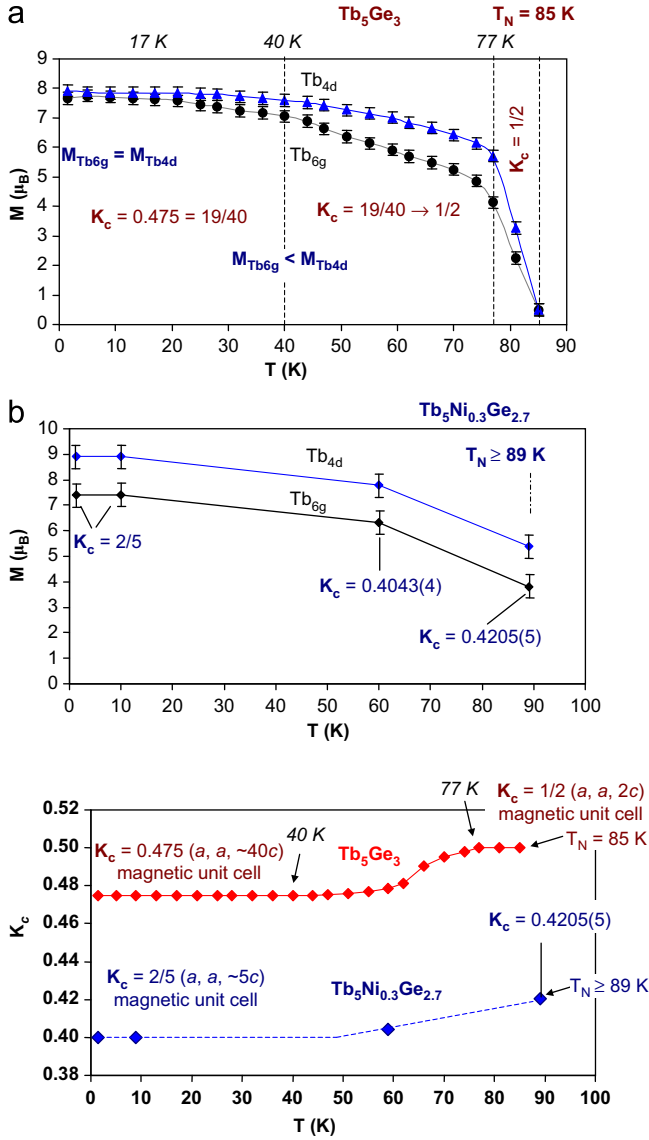 a
Tb5Ge3
TN = 85 K
17 K
40 K
77 K
9
8
7
6
5
4
3
2
1
0
M (μB)
Tb4d
Tb6g
MTb6g = MTb4d
Kc = 0.475 = 19/40
Kc = 19/40 → 1/2
MTb6g < MTb4d
Kc = 1/2
0 10 20 30 40 50 60 70 80 90
T (K)
b
Tb5Ni0.3Ge2.7
TN ≥ 89 K
10
9
8
7
6
5
4
3
2
1
0
M (μB)
Tb4d
Tb6g
Kc = 2/5
Kc = 0.4043(4)
Kc = 0.4205(5)
0 10 20 30 40 50 60 70 80 90 100
T (K)
0.52
0.50
0.48
0.46
0.44
0.42
0.40
0.38
Kc
77 K
Kc = 1/2 (a, a, 2c)
magnetic unit cell
40 K
Kc = 0.475 (a, a, ~40c)
magnetic unit cell
Tb5Ge3
TN = 85 K
Kc = 0.4205(5)
Kc = 2/5 (a, a, ~5c)
magnetic unit cell
Tb5Ni0.3Ge2.7
TN ≥ 89 K
0 10 20 30 40 50 60 70 80 90 100
T (K)